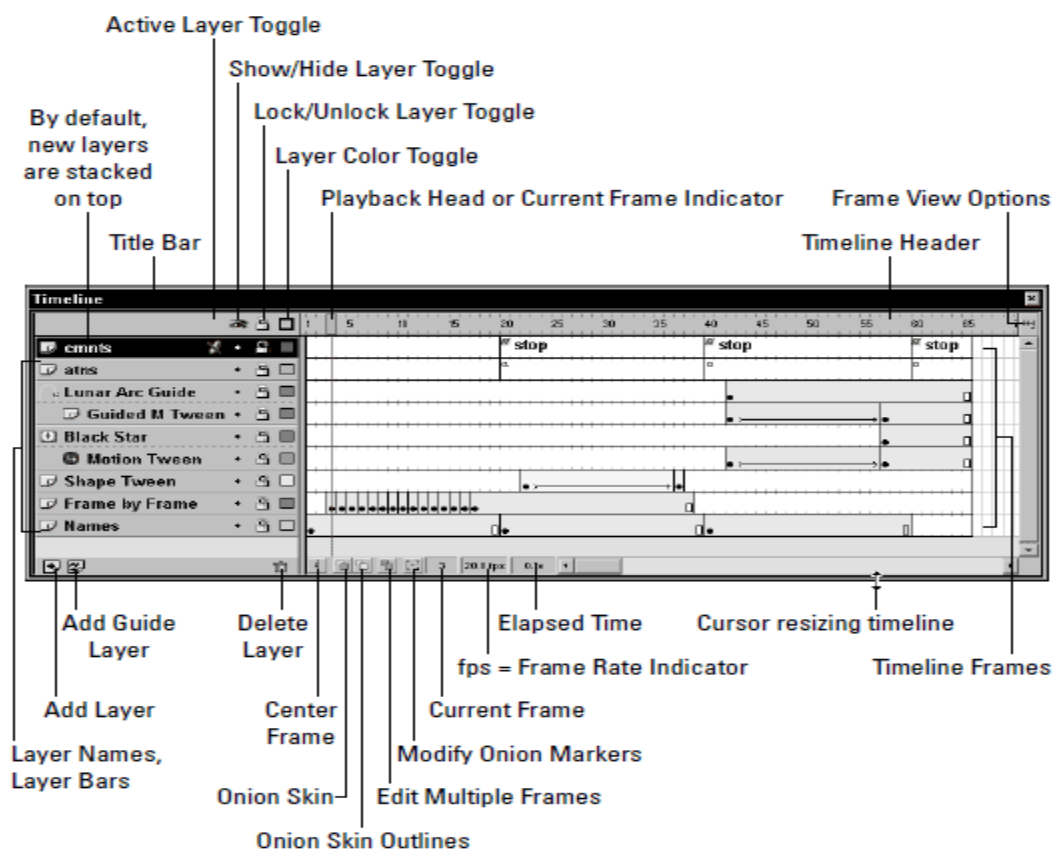 Active Layer Toggle
Show/Hide Layer Toggle
Lock/Unlock Layer Toggle
By default,
new layers
are stacked
on top
Layer Color Toggle
Playback Head or Current Frame Indicator
Frame View Options
Title Bar
Timeline Header
Timeline
1 5 10 15 20 25 30 35 40 45 50 55 60 65
cmnts
stop stop stop
atns
Lunar Arc Guide
Guided M Tween
Black Star
Motion Tween
Shape Tween
Frame by Frame
Names
3 fps
Add Guide
Layer
Delete
Layer
Elapsed Time
Cursor resizing timeline
fps = Frame Rate Indicator
Timeline Frames
Add Layer
Center
Frame
Current Frame
Layer Names,
Layer Bars
Modify Onion Markers
Onion Skin
Edit Multiple Frames
Onion Skin Outlines